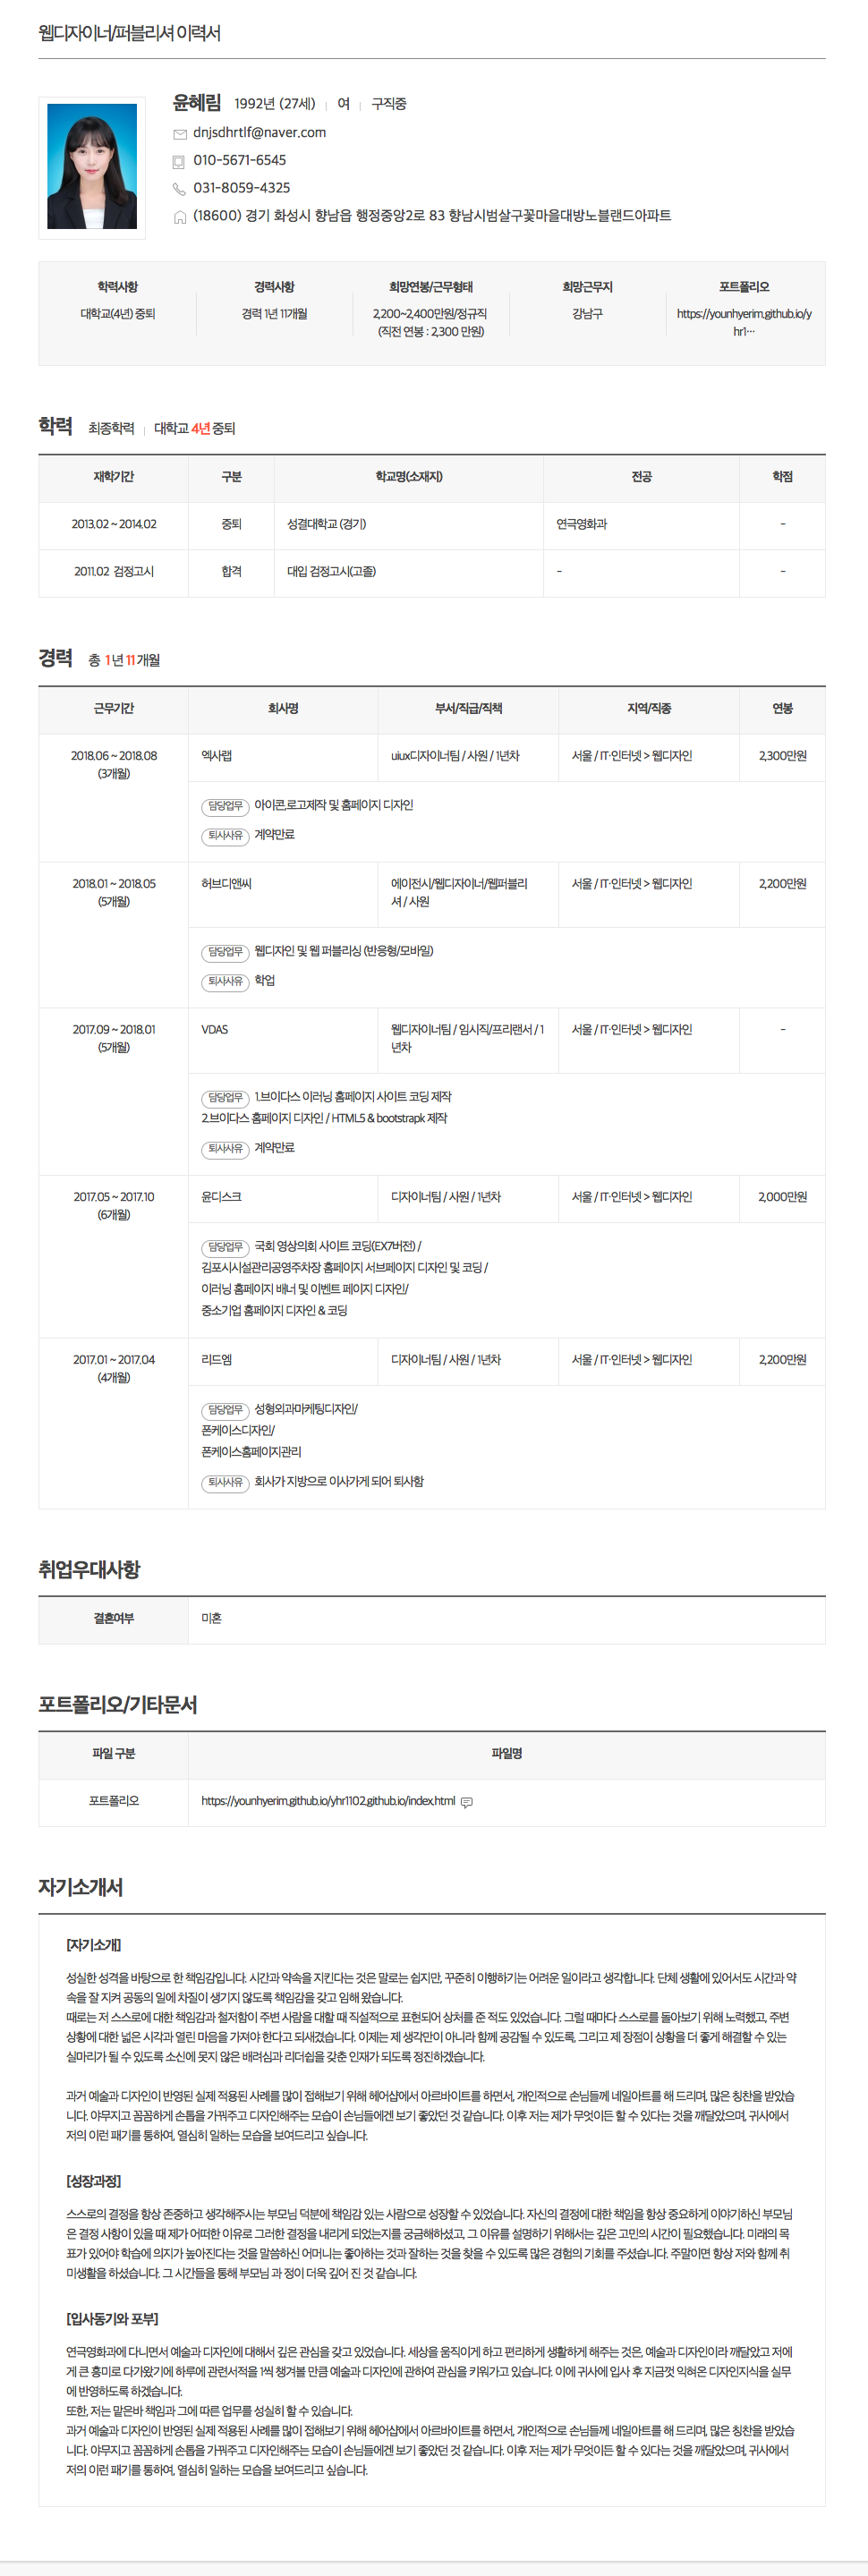 웹디자이너/퍼블리셔 이력서
윤혜림 1992년 (27세) 여 구직중
dnjsdhrtlf@naver.com
010-5671-6545
031-8059-4325
(18600) 경기 화성시 향남읍 행정중앙2로 83 향남시범살구꽃마을대방노블랜드아파트
학력사항 경력사항 희망연봉/근무형태 희망근무지 포트폴리오
대학교(4년) 중퇴 경력 1년 11개월 2,200~2,400만원/정규직 강남구 https://younhyerim.github.io/y
(직전 연봉 : 2,300 만원) hr1···
학력 최종학력 대학교 4년 중퇴
재학기간 구분 학교명(소재지) 전공 학점
2013.02 ~ 2014.02 중퇴 성결대학교 (경기) 연극영화과 -
2011.02 검정고시 합격 대입 검정고시(고졸) - -
경력 총 1년 11개월
근무기간 회사명 부서/직급/직책 지역/직종 연봉
2018.06 ~ 2018.08 엑사랩 uiux디자이너팀 / 사원 / 1년차 서울 / IT·인터넷 > 웹디자인 2,300만원
(3개월)
담당업무 아이콘,로고제작 및 홈페이지 디자인
퇴사사유 계약만료
2018.01 ~ 2018.05 허브디앤씨 에이전시/웹디자이너/웹퍼블리 서울 / IT·인터넷 > 웹디자인 2,200만원
(5개월) 셔 / 사원
담당업무 웹디자인 및 웹 퍼블리싱 (반응형/모바일)
퇴사사유 학업
2017.09 ~ 2018.01 VDAS 웹디자이너팀 / 임시직/프리랜서 / 1 서울 / IT·인터넷 > 웹디자인 -
(5개월) 년차
담당업무 1.브이다스 이러닝 홈페이지 사이트 코딩 제작
2.브이다스 홈페이지 디자인 / HTML5 & bootstrapk 제작
퇴사사유 계약만료
2017.05 ~ 2017.10 윤디스크 디자이너팀 / 사원 / 1년차 서울 / IT·인터넷 > 웹디자인 2,000만원
(6개월)
담당업무 국회 영상의회 사이트 코딩(EX7버전) /
김포시시설관리공영주차장 홈페이지 서브페이지 디자인 및 코딩 /
이러닝 홈페이지 배너 및 이벤트 페이지 디자인/
중소기업 홈페이지 디자인 & 코딩
2017.01 ~ 2017.04 리드엠 디자이너팀 / 사원 / 1년차 서울 / IT·인터넷 > 웹디자인 2,200만원
(4개월)
담당업무 성형외과마케팅디자인/
폰케이스디자인/
폰케이스홈페이지관리
퇴사사유 회사가 지방으로 이사가게 되어 퇴사함
취업우대사항
결혼여부 미혼
포트폴리오/기타문서
파일 구분 파일명
포트폴리오 https://younhyerim.github.io/yhr1102.github.io/index.html
자기소개서
[자기소개]
성실한 성격을 바탕으로 한 책임감입니다. 시간과 약속을 지킨다는 것은 말로는 쉽지만, 꾸준히 이행하기는 어려운 일이라고 생각합니다. 단체 생활에 있어서도 시간과 약
속을 잘 지켜 공동의 일에 차질이 생기지 않도록 책임감을 갖고 임해 왔습니다.
때로는 저 스스로에 대한 책임감과 철저함이 주변 사람을 대할 때 직설적으로 표현되어 상처를 준 적도 있었습니다. 그럴 때마다 스스로를 돌아보기 위해 노력했고, 주변
상황에 대한 넓은 시각과 열린 마음을 가져야 한다고 되새겼습니다. 이제는 제 생각만이 아니라 함께 공감될 수 있도록, 그리고 제 장점이 상황을 더 좋게 해결할 수 있는
실마리가 될 수 있도록 소신에 못지 않은 배려심과 리더쉽을 갖춘 인재가 되도록 정진하겠습니다.
과거 예술과 디자인이 반영된 실제 적용된 사례를 많이 접해보기 위해 헤어샵에서 아르바이트를 하면서, 개인적으로 손님들께 네일아트를 해 드리며, 많은 칭찬을 받았습
니다. 야무지고 꼼꼼하게 손톱을 가꿔주고 디자인해주는 모습이 손님들에겐 보기 좋았던 것 같습니다. 이후 저는 제가 무엇이든 할 수 있다는 것을 깨달았으며, 귀사에서
저의 이런 패기를 통하여, 열심히 일하는 모습을 보여드리고 싶습니다.
[성장과정]
스스로의 결정을 항상 존중하고 생각해주시는 부모님 덕분에 책임감 있는 사람으로 성장할 수 있었습니다. 자신의 결정에 대한 책임을 항상 중요하게 이야기하신 부모님
은 결정 사항이 있을 때 제가 어떠한 이유로 그러한 결정을 내리게 되었는지를 궁금해하셨고, 그 이유를 설명하기 위해서는 깊은 고민의 시간이 필요했습니다. 미래의 목
표가 있어야 학습에 의지가 높아진다는 것을 말씀하신 어머니는 좋아하는 것과 잘하는 것을 찾을 수 있도록 많은 경험의 기회를 주셨습니다. 주말이면 항상 저와 함께 취
미생활을 하셨습니다. 그 시간들을 통해 부모님 과 정이 더욱 깊어 진 것 같습니다.
[입사동기와 포부]
연극영화과에 다니면서 예술과 디자인에 대해서 깊은 관심을 갖고 있었습니다. 세상을 움직이게 하고 편리하게 생활하게 해주는 것은, 예술과 디자인이라 깨달았고 저에
게 큰 흥미로 다가왔기에 하루에 관련서적을 1씩 챙겨볼 만큼 예술과 디자인에 관하여 관심을 키워가고 있습니다. 이에 귀사에 입사 후 지금껏 익혀온 디자인지식을 실무
에 반영하도록 하겠습니다.
또한, 저는 맡은바 책임과 그에 따른 업무를 성실히 할 수 있습니다.
과거 예술과 디자인이 반영된 실제 적용된 사례를 많이 접해보기 위해 헤어샵에서 아르바이트를 하면서, 개인적으로 손님들께 네일아트를 해 드리며, 많은 칭찬을 받았습
니다. 야무지고 꼼꼼하게 손톱을 가꿔주고 디자인해주는 모습이 손님들에겐 보기 좋았던 것 같습니다. 이후 저는 제가 무엇이든 할 수 있다는 것을 깨달았으며, 귀사에서
저의 이런 패기를 통하여, 열심히 일하는 모습을 보여드리고 싶습니다.